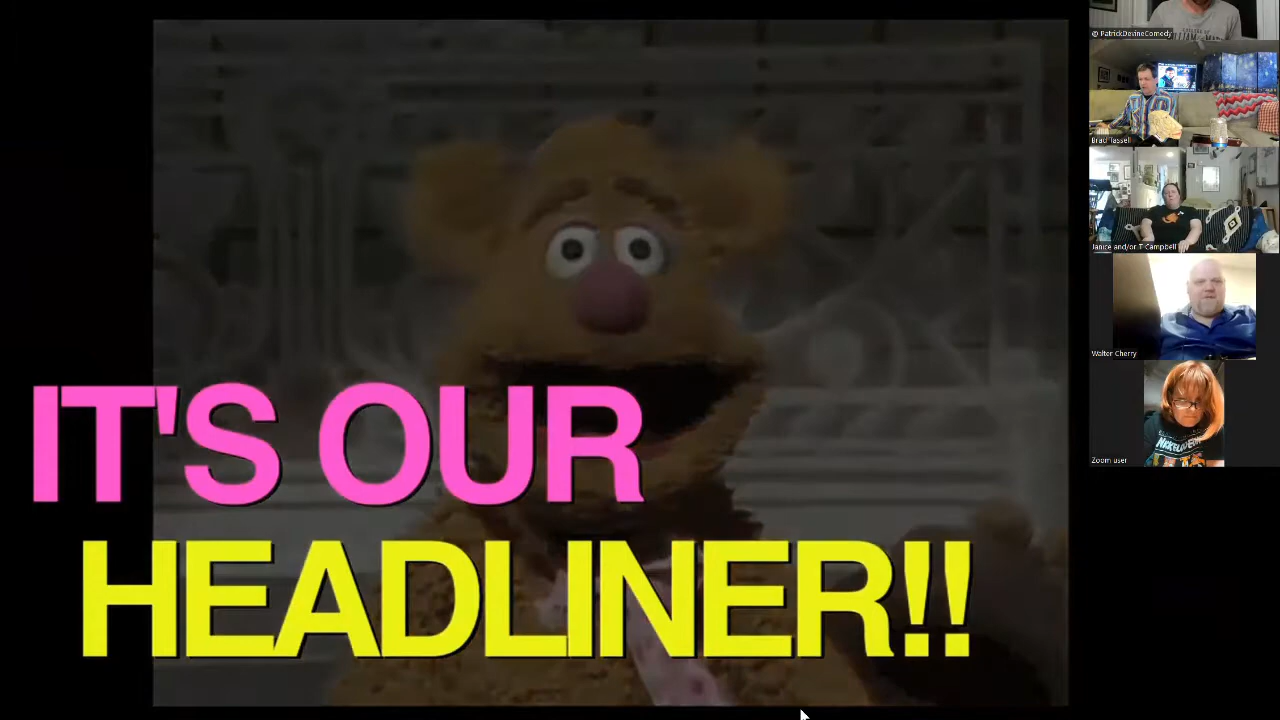 IT'S OUR
HEADLINER!!
@ PatrickDevineComedy
Brad Tassell
Janice and/or T Campbell
Walter Cherry
Zoom user